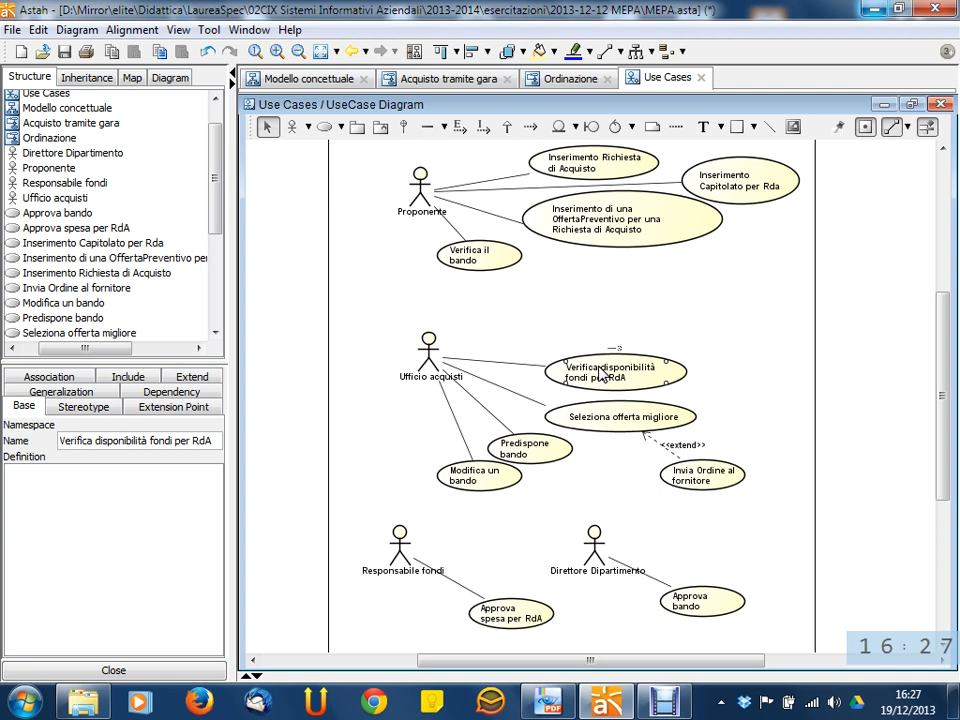 Astah - [D:\Mirror\elite\Didattica\LaureaSpec\02CIX Sistemi Informativi Aziendali\2013-2014\esercitazioni\2013-12-12 MEPA\MEPA.asta] (*)
File Edit Diagram Alignment View Tool Window Help
3
Structure Inheritance Map Diagram
Modello concettuale Acquisto tramite gara Ordinazione Use Cases
Use Cases
Modello concettuale
Acquisto tramite gara
Ordinazione
Direttore Dipartimento
Proponente
Responsabile fondi
Ufficio acquisti
Approva bando
Approva spesa per RdA
Inserimento Capitolato per Rda
Inserimento di una OffertaPreventivo per
Inserimento Richiesta di Acquisto
Invia Ordine al fornitore
Modifica un bando
Predispone bando
Seleziona offerta migliore
Association Include Extend
Generalization Dependency
Base Stereotype Extension Point
Namespace
Name Verifica disponibilità fondi per RdA
Definition
Close
Use Cases / UseCase Diagram
T
Inserimento Richiesta
di Acquisto
Inserimento
Capitolato per Rda
Proponente
Inserimento di una
OffertaPreventivo per una
Richiesta di Acquisto
Verifica il
bando
Ufficio acquisti
Verifica disponibilità
fondi per RdA
Seleziona offerta migliore
<<extend>>
Predispone
bando
Modifica un
bando
Invia Ordine al
fornitore
Responsabile fondi
Direttore Dipartimento
Approva
spesa per RdA
Approva
bando
16:27
PDF
16:27
19/12/2013